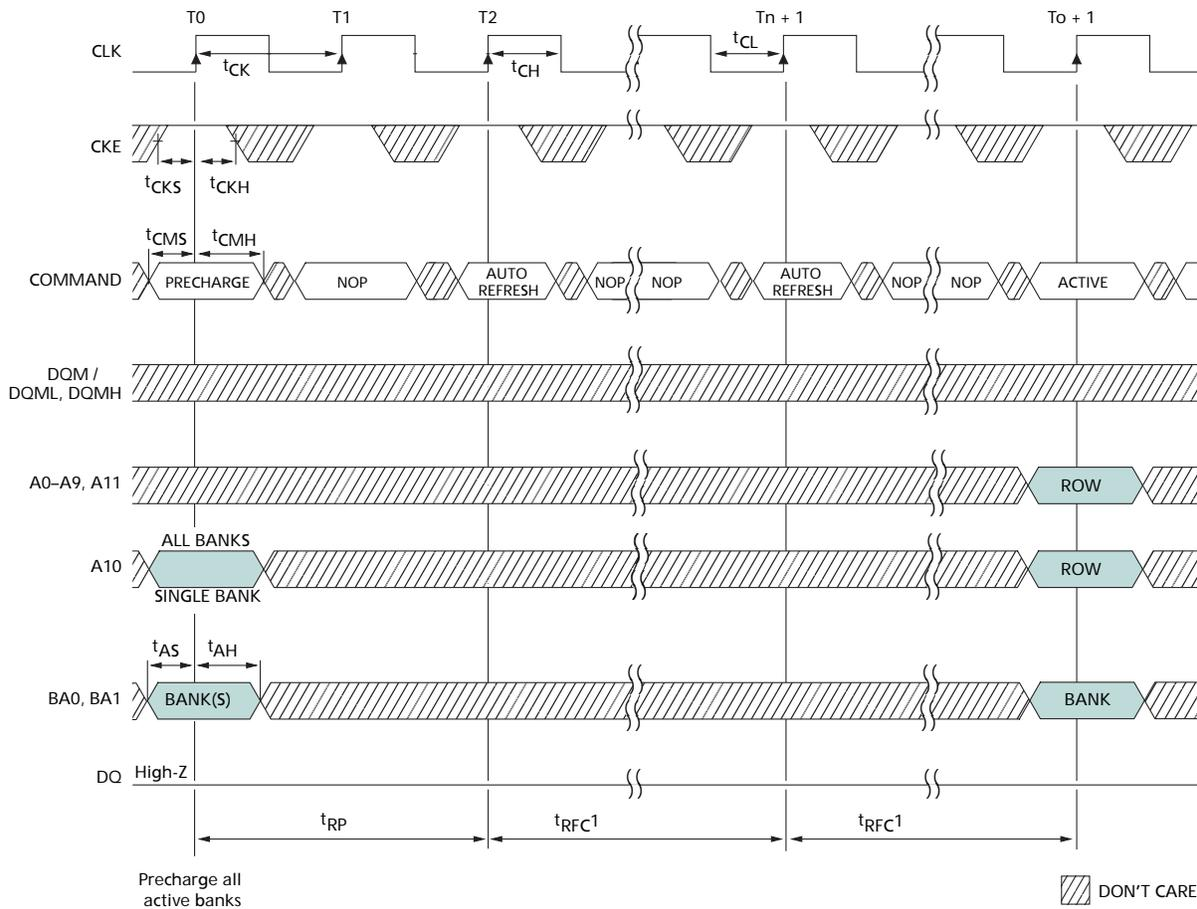 T0 T1 T2 Tn + 1 To + 1
CLK
tCK tCH tCL
CKE
tCKS tCKH
tCMS tCMH
COMMAND PRECHARGE NOP AUTO REFRESH NOP NOP AUTO REFRESH NOP NOP ACTIVE
DQM /
DQML, DQMH
A0–A9, A11 ROW
ALL BANKS
A10 ROW
SINGLE BANK
tAS tAH
BA0, BA1 BANK(S) BANK
DQ High-Z
tRP tRFC1 tRFC1
Precharge all
active banks
DON'T CARE